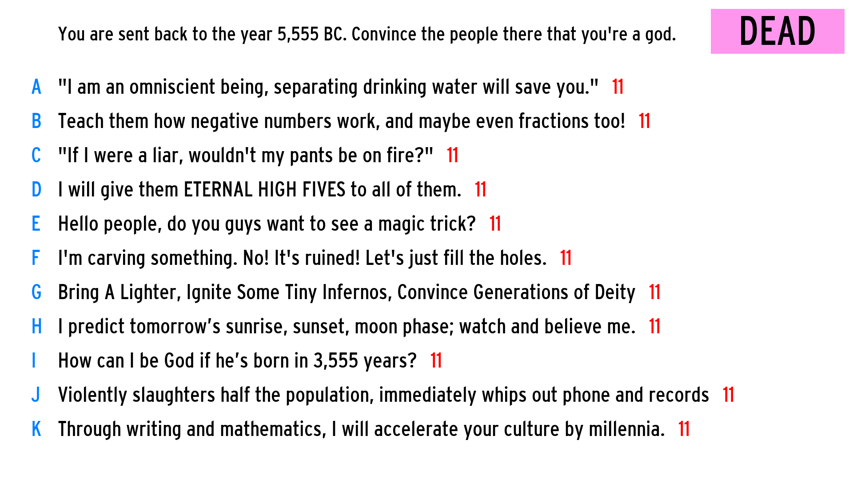 You are sent back to the year 5,555 BC. Convince the people there that you're a god.
DEAD
A "I am an omniscient being, separating drinking water will save you." 11
B Teach them how negative numbers work, and maybe even fractions too! 11
C "If I were a liar, wouldn't my pants be on fire?" 11
D I will give them ETERNAL HIGH FIVES to all of them. 11
E Hello people, do you guys want to see a magic trick? 11
F I'm carving something. No! It's ruined! Let's just fill the holes. 11
G Bring A Lighter, Ignite Some Tiny Infernos, Convince Generations of Deity 11
H I predict tomorrow's sunrise, sunset, moon phase; watch and believe me. 11
I How can I be God if he's born in 3,555 years? 11
J Violently slaughters half the population, immediately whips out phone and records 11
K Through writing and mathematics, I will accelerate your culture by millennia. 11